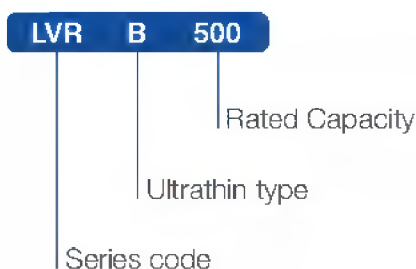 LVR B 500
Rated Capacity
Ultrathin type
Series code